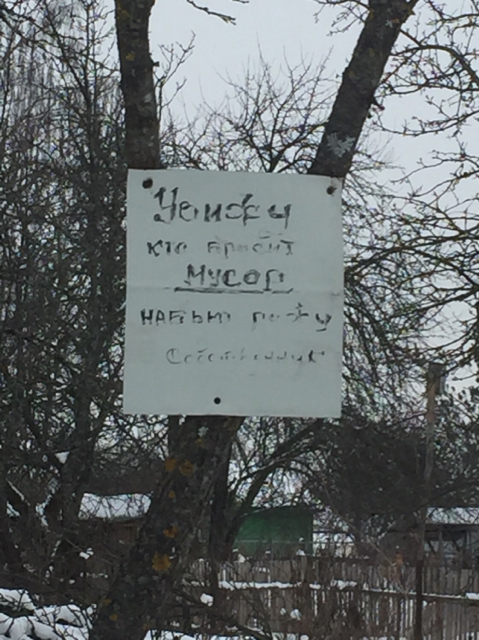 Увижу
кто бросит
мусор
набью рожу
Собственник